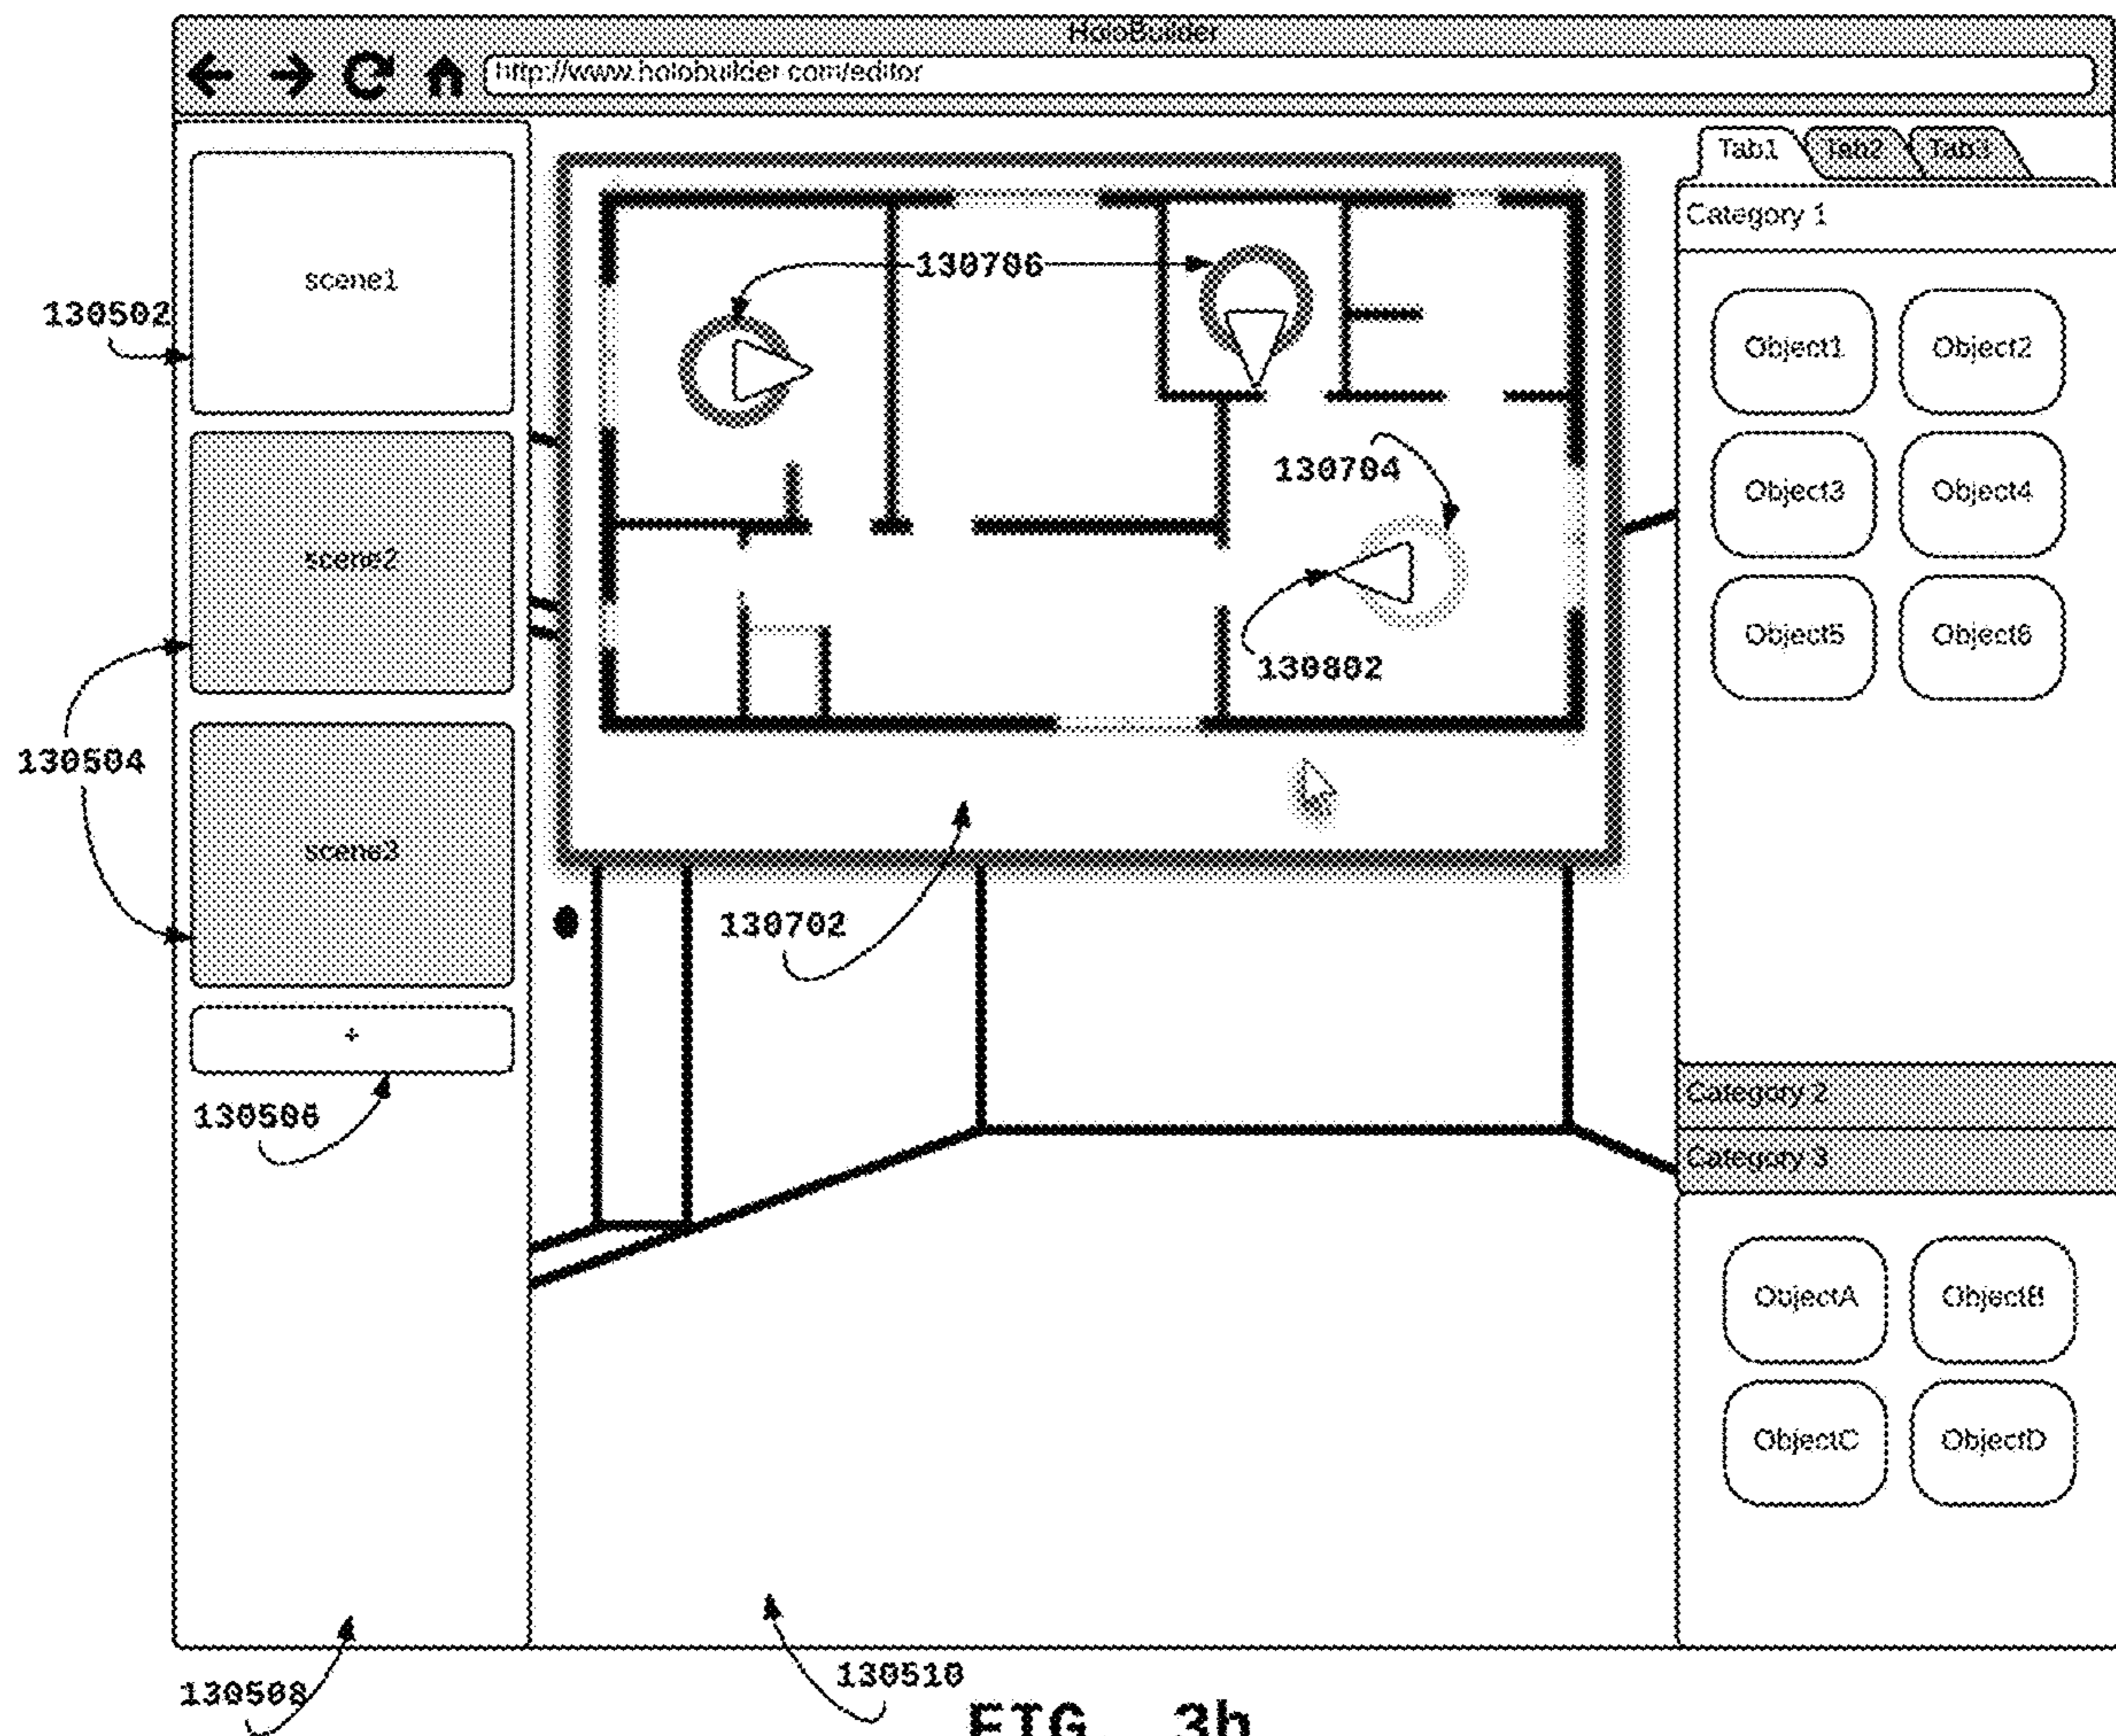 HoloBuilder
http://www.holobuilder.com/editor
Tab1 Tab2 Tab3
Category 1
scene1
130502
130706
Object1 Object2
130704
Object3 Object4
scene2
Object5 Object6
130802
130504
scene3
130702
+
130506
Category 2
Category 3
ObjectA ObjectB
ObjectC ObjectD
130508
130510
FIG. 3h